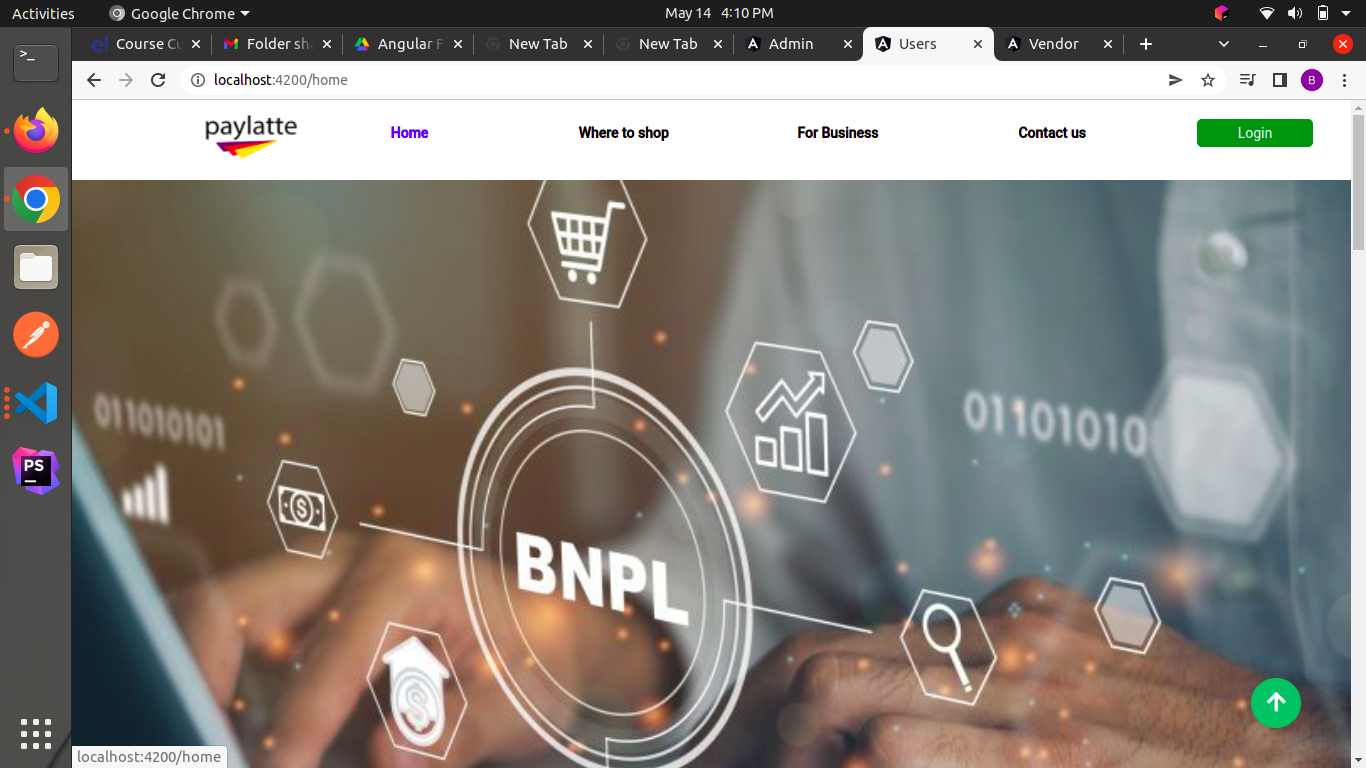 Activities
Google Chrome
May 14 4:10 PM
Course Cu
Folder sha
Angular F
New Tab
New Tab
Admin
Users
Vendor
localhost:4200/home
B
paylatte
Home
Where to shop
For Business
Contact us
Login
011010101
01101010
BNPL
PS
localhost:4200/home